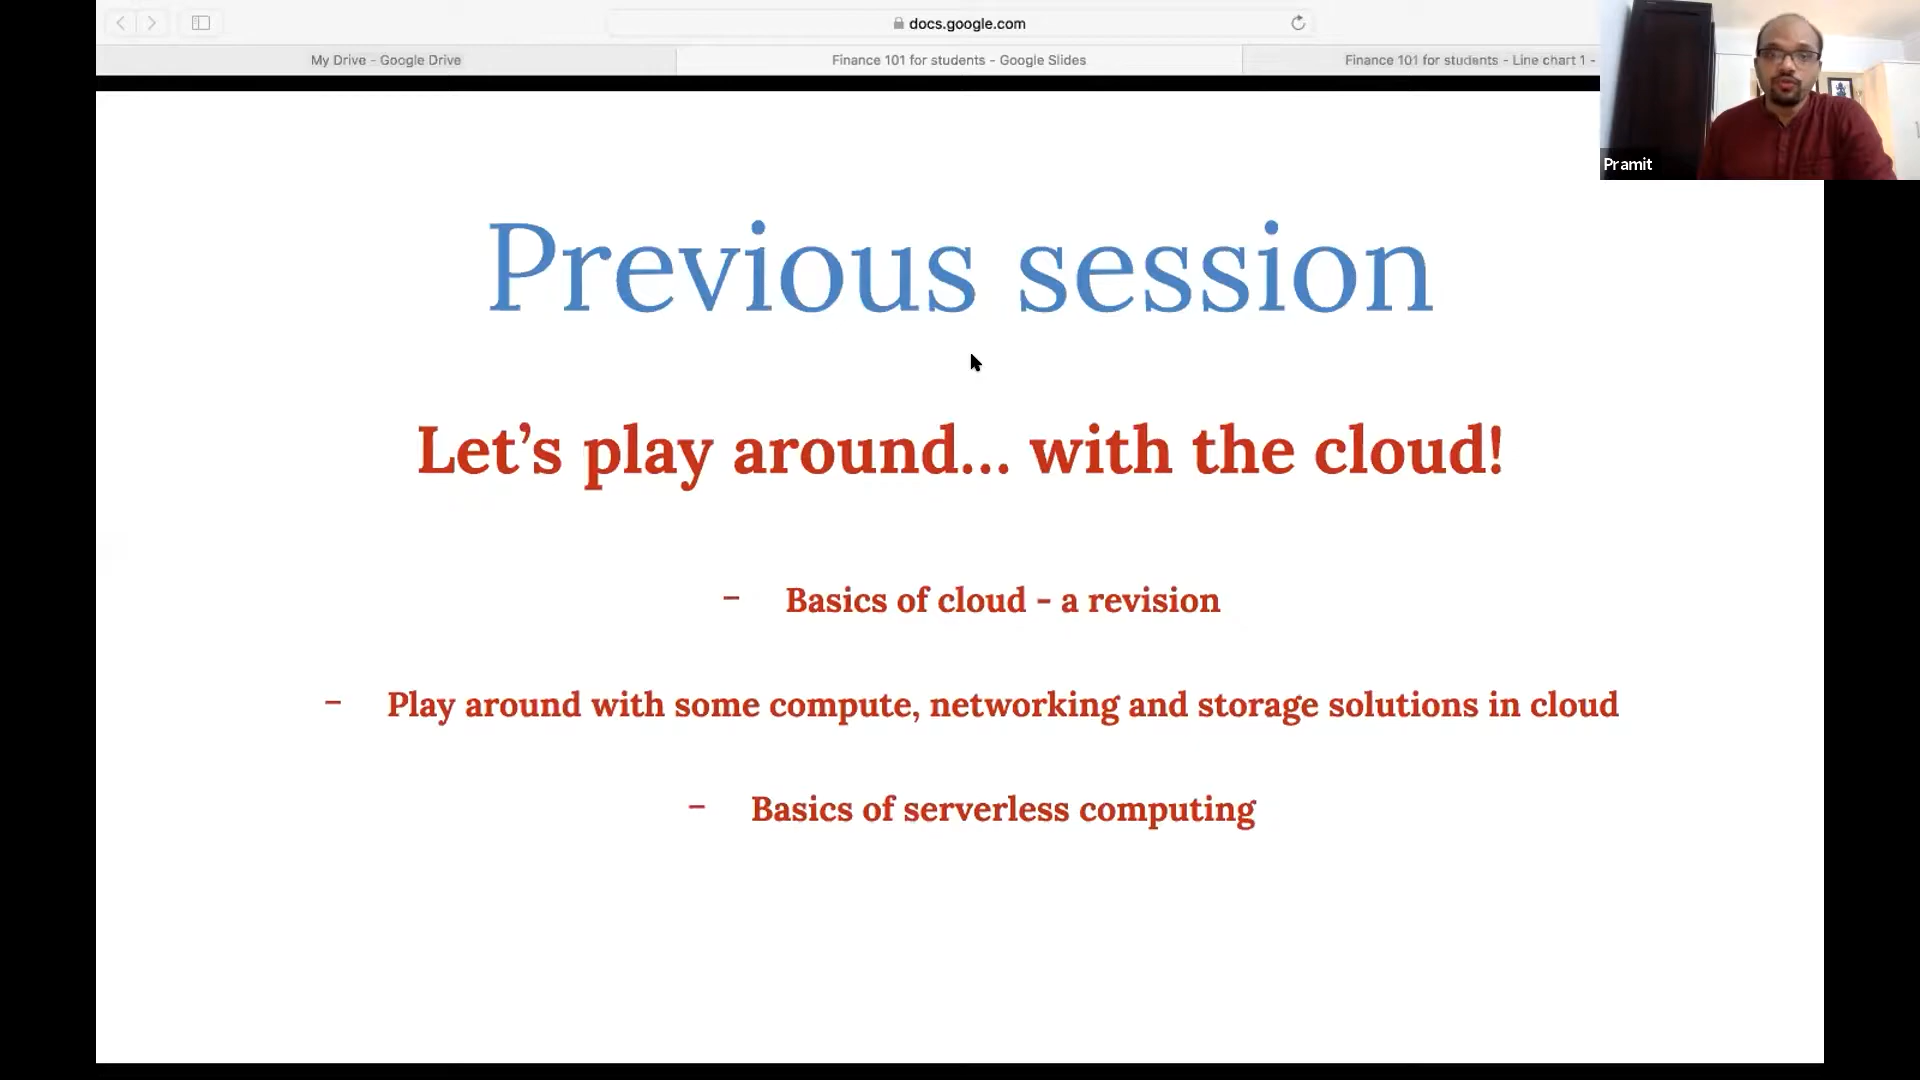 docs.google.com
My Drive - Google Drive
Finance 101 for students - Google Slides
Finance 101 for students - Line chart 1 -
Pramit
Previous session
Let’s play around... with the cloud!
- Basics of cloud - a revision
- Play around with some compute, networking and storage solutions in cloud
- Basics of serverless computing